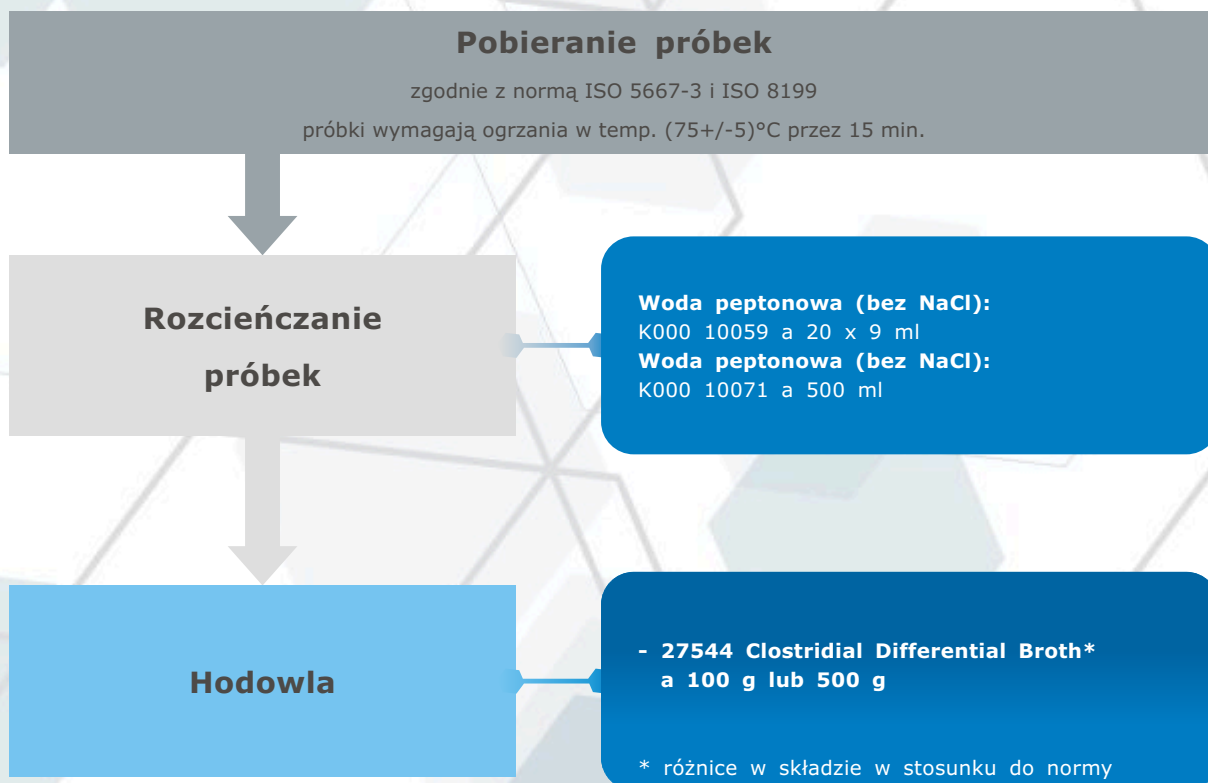 Pobieranie próbek
zgodnie z normą ISO 5667-3 i ISO 8199
próbki wymagają ogrzania w temp. (75+/-5)°C przez 15 min.
Rozcieńczanie
próbek
Woda peptonowa (bez NaCl):
K000 10059 a 20 x 9 ml
Woda peptonowa (bez NaCl):
K000 10071 a 500 ml
Hodowla
- 27544 Clostridial Differential Broth*
a 100 g lub 500 g
* różnice w składzie w stosunku do normy